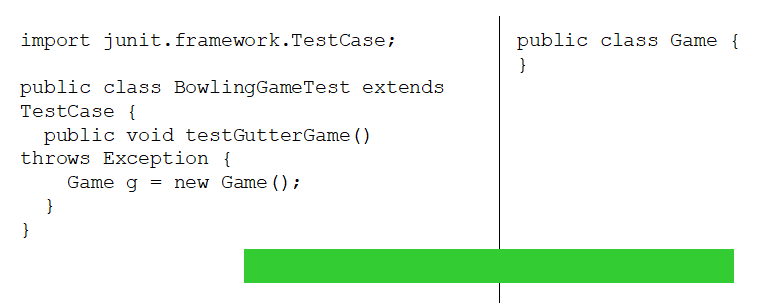 import junit.framework.TestCase;
public class BowlingGameTest extends
TestCase {
public void testGutterGame()
throws Exception {
Game g = new Game();
}
}
public class Game {
}